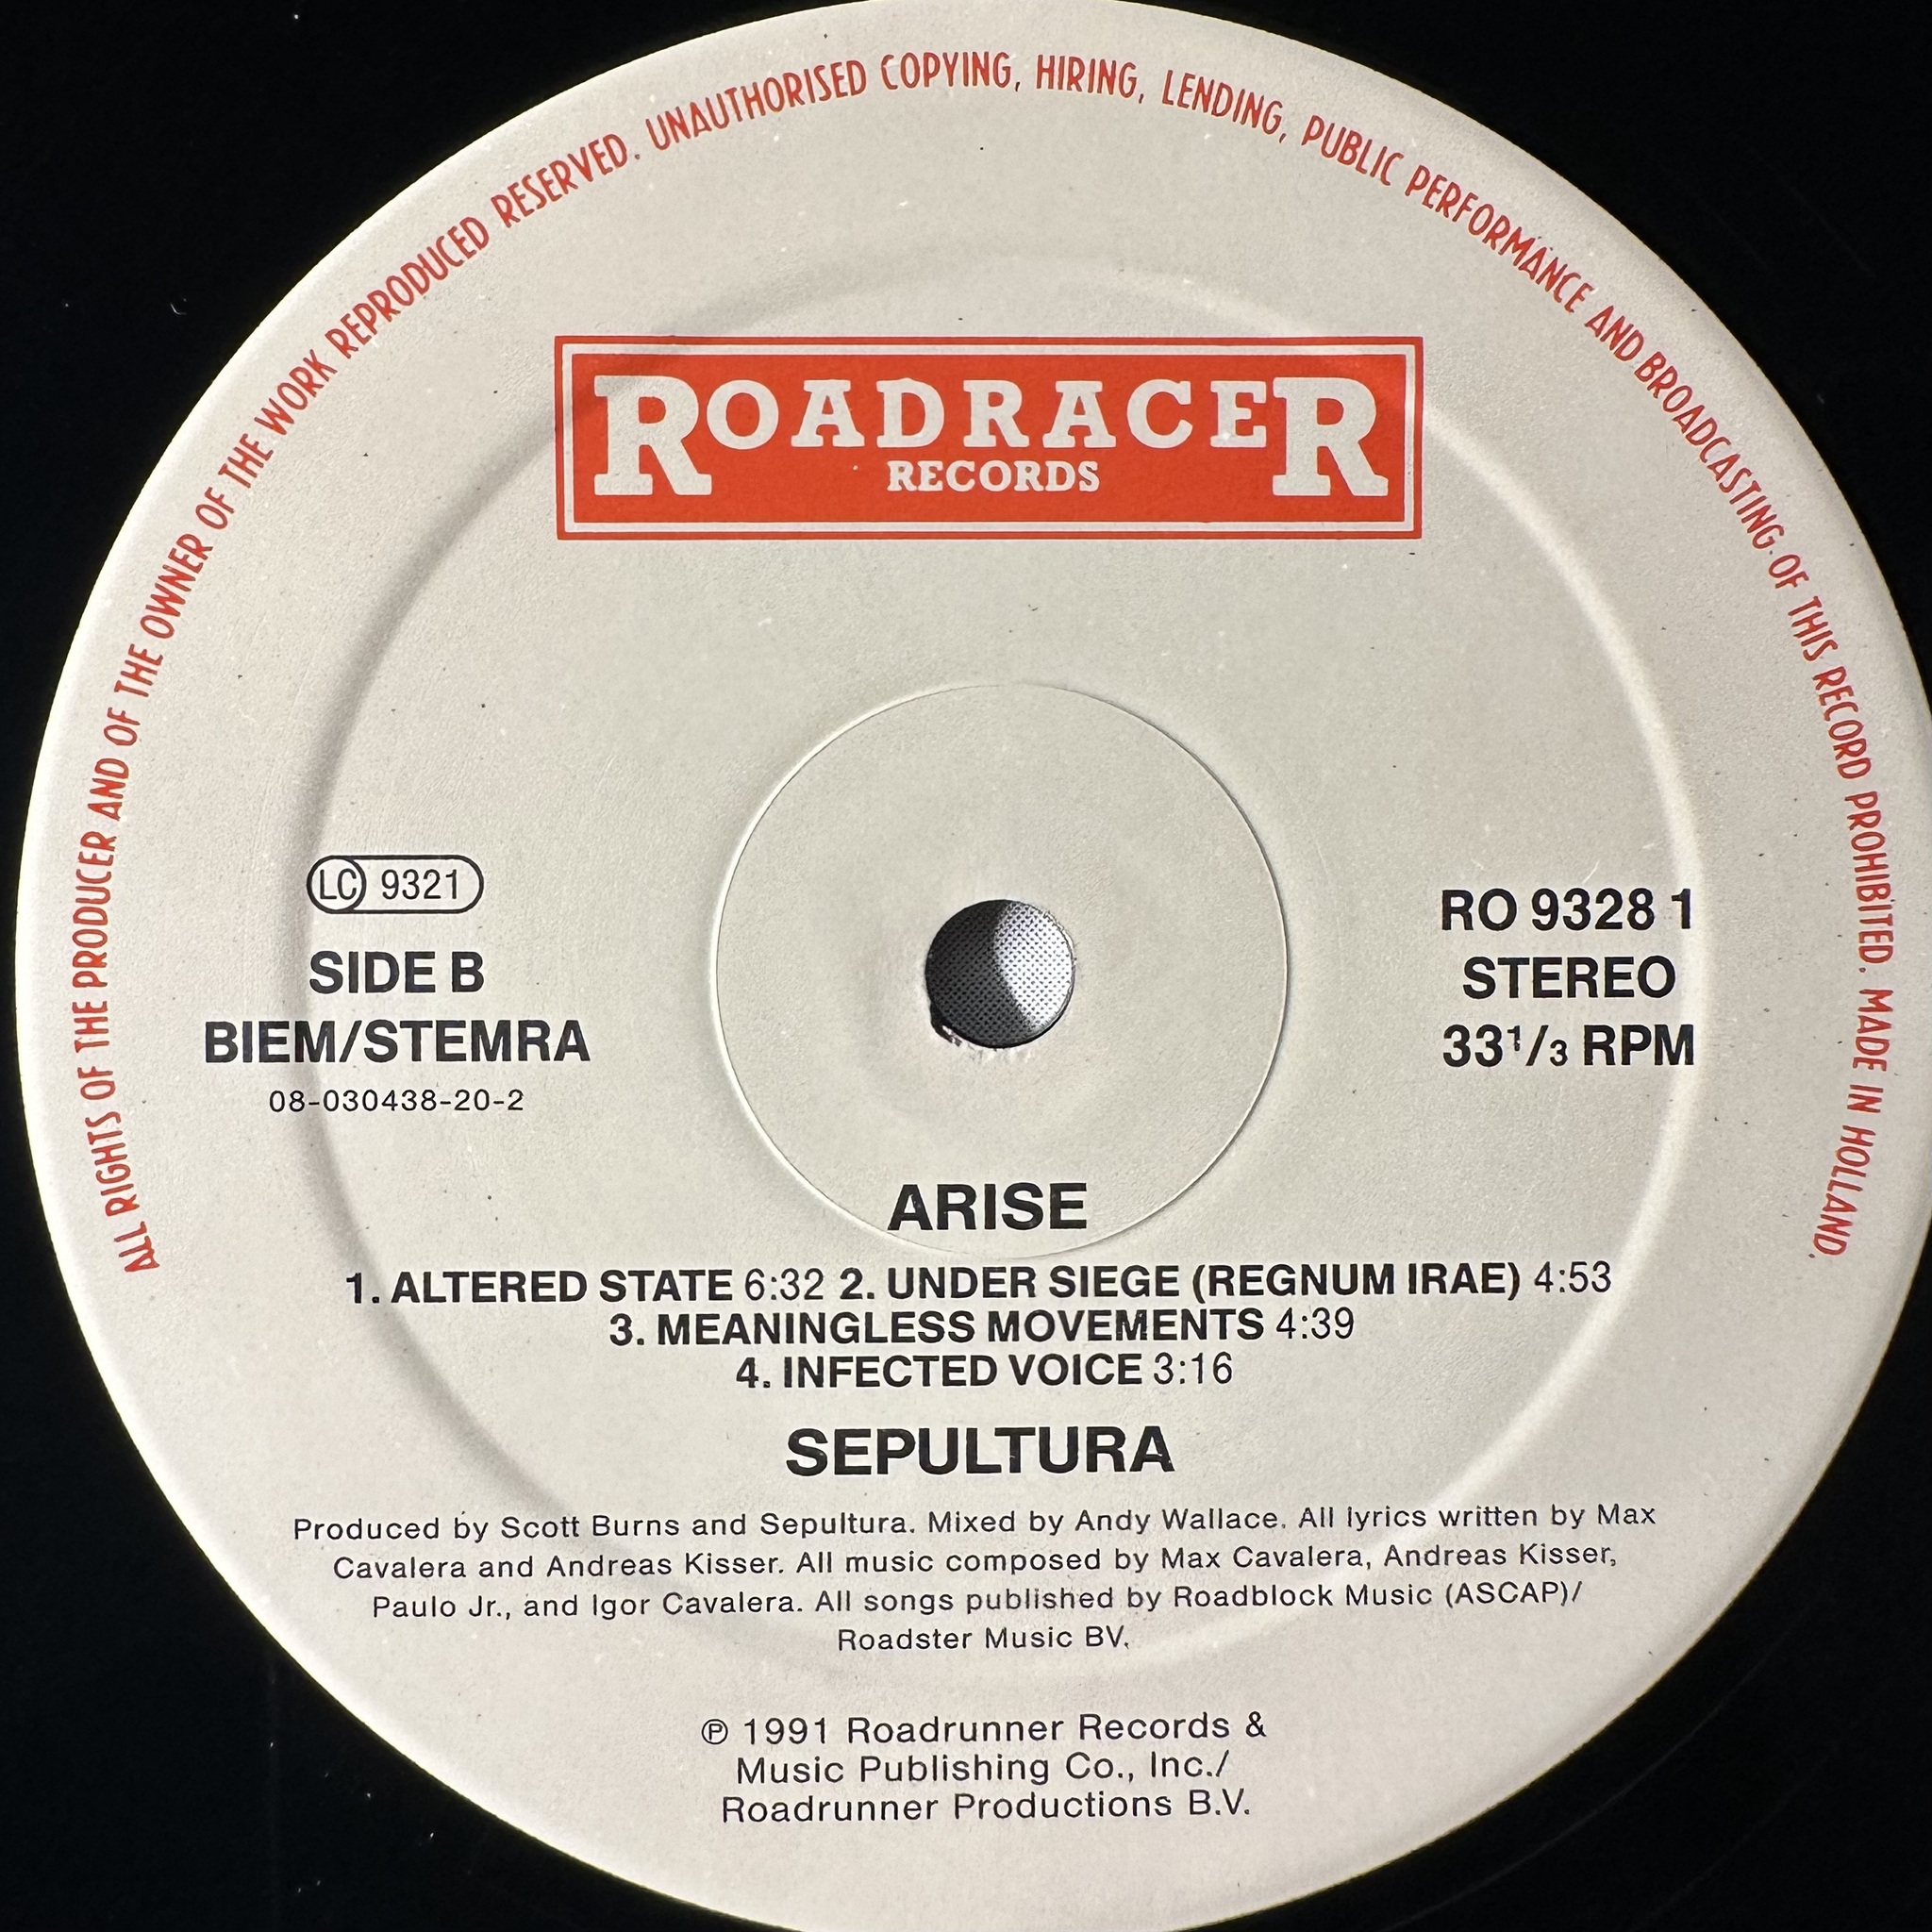 ALL RIGHTS OF THE PRODUCER AND OF THE OWNER OF THE WORK REPRODUCED RESERVED. UNAUTHORISED COPYING, HIRING, LENDING, PUBLIC PERFORMANCE AND BROADCASTING OF THIS RECORD PROHIBITED. MADE IN HOLLAND.
ROADRACER
RECORDS
LC 9321
SIDE B
BIEM/STEMRA
08-030438-20-2
RO 9328 1
STEREO
33¹/₃ RPM
ARISE
1. ALTERED STATE 6:32 2. UNDER SIEGE (REGNUM IRAE) 4:53
3. MEANINGLESS MOVEMENTS 4:39
4. INFECTED VOICE 3:16
SEPULTURA
Produced by Scott Burns and Sepultura. Mixed by Andy Wallace. All lyrics written by Max
Cavalera and Andreas Kisser. All music composed by Max Cavalera, Andreas Kisser,
Paulo Jr., and Igor Cavalera. All songs published by Roadblock Music (ASCAP)/
Roadster Music BV.
℗ 1991 Roadrunner Records &
Music Publishing Co., Inc./
Roadrunner Productions B.V.